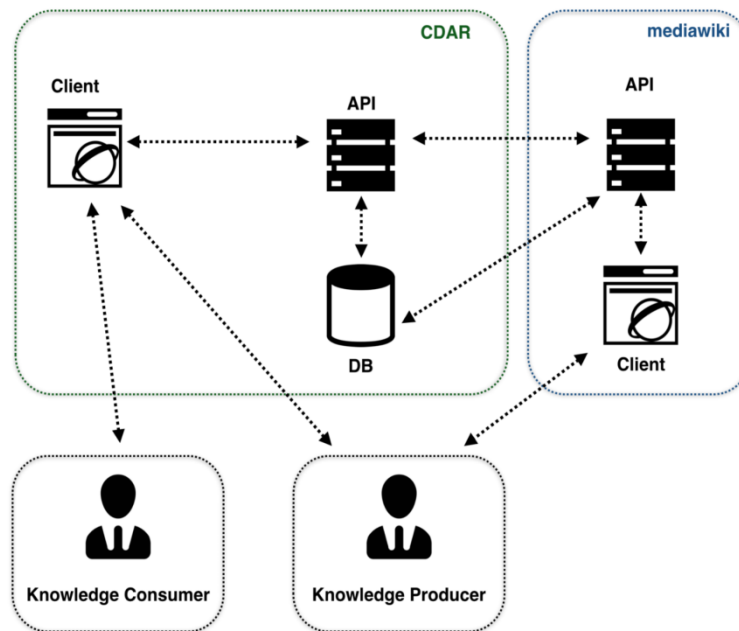 CDAR
mediawiki
Client
API
API
DB
Client
Knowledge Consumer
Knowledge Producer